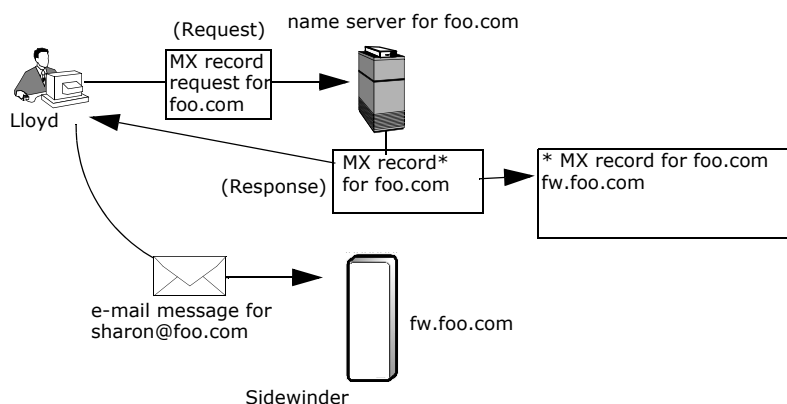 (Request)
name server for foo.com
MX record
request for
foo.com
Lloyd
MX record*
for foo.com
(Response)
* MX record for foo.com
fw.foo.com
e-mail message for
sharon@foo.com
fw.foo.com
Sidewinder